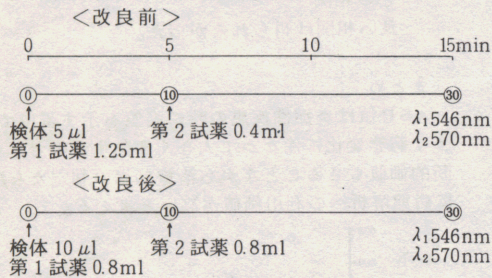 <改良前>
0 5 10 15min
⓪ ⑩ ㉚
検体 5 μl 第2試薬 0.4ml λ₁546nm
第1試薬 1.25ml λ₂570nm
<改良後>
⓪ ⑩ ㉚
検体 10 μl 第2試薬 0.8ml λ₁546nm
第1試薬 0.8ml λ₂570nm